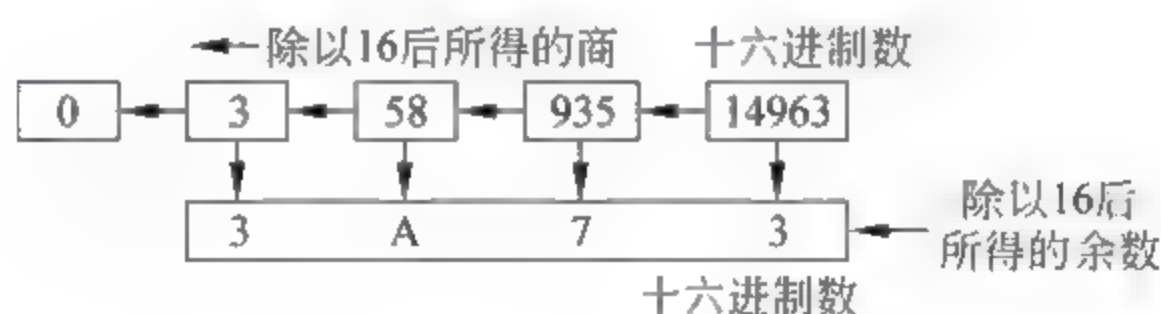 除以16后所得的商 十六进制数
0 3 58 935 14963
3 A 7 3
除以16后
所得的余数
十六进制数